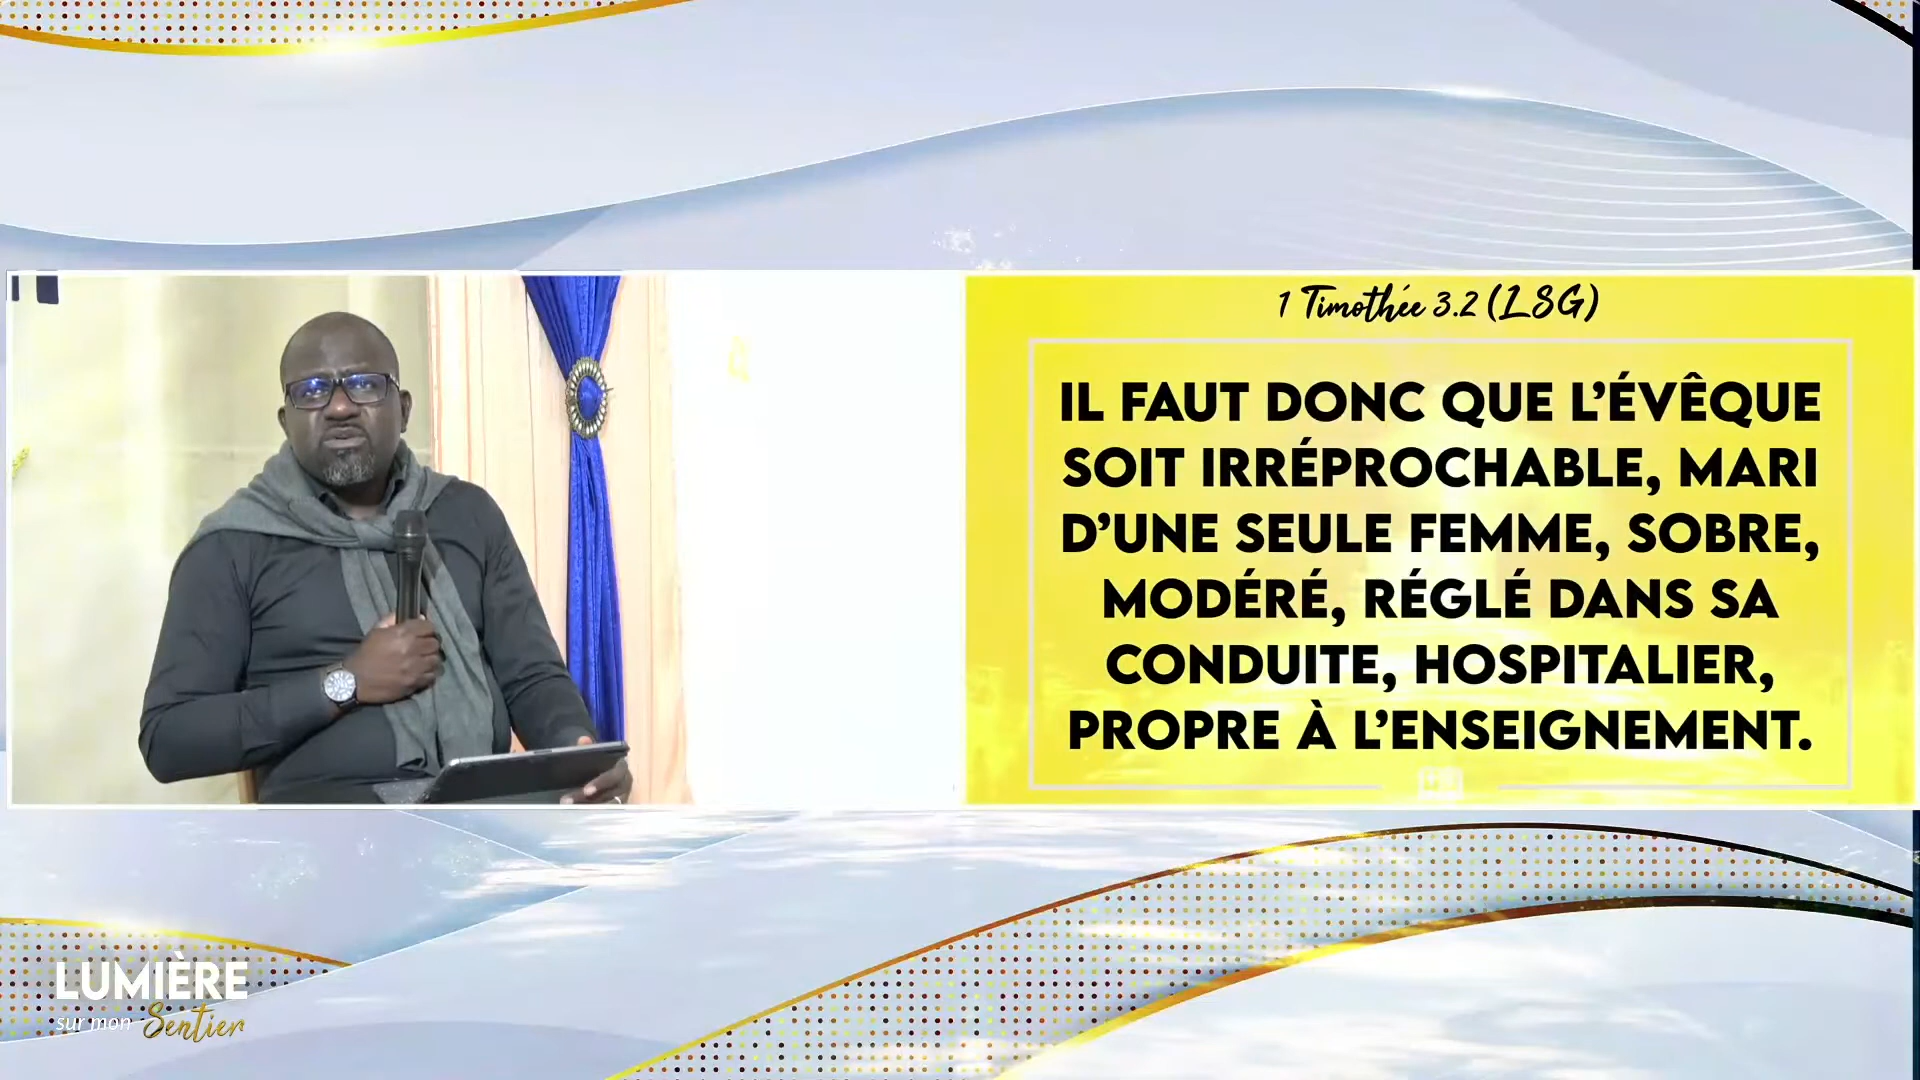 1 Timothée 3.2 (LSG)
IL FAUT DONC QUE L'ÉVÊQUE
SOIT IRRÉPROCHABLE, MARI
D'UNE SEULE FEMME, SOBRE,
MODÉRÉ, RÉGLÉ DANS SA
CONDUITE, HOSPITALIER,
PROPRE À L'ENSEIGNEMENT.
LUMIÈRE
sur mon Sentier